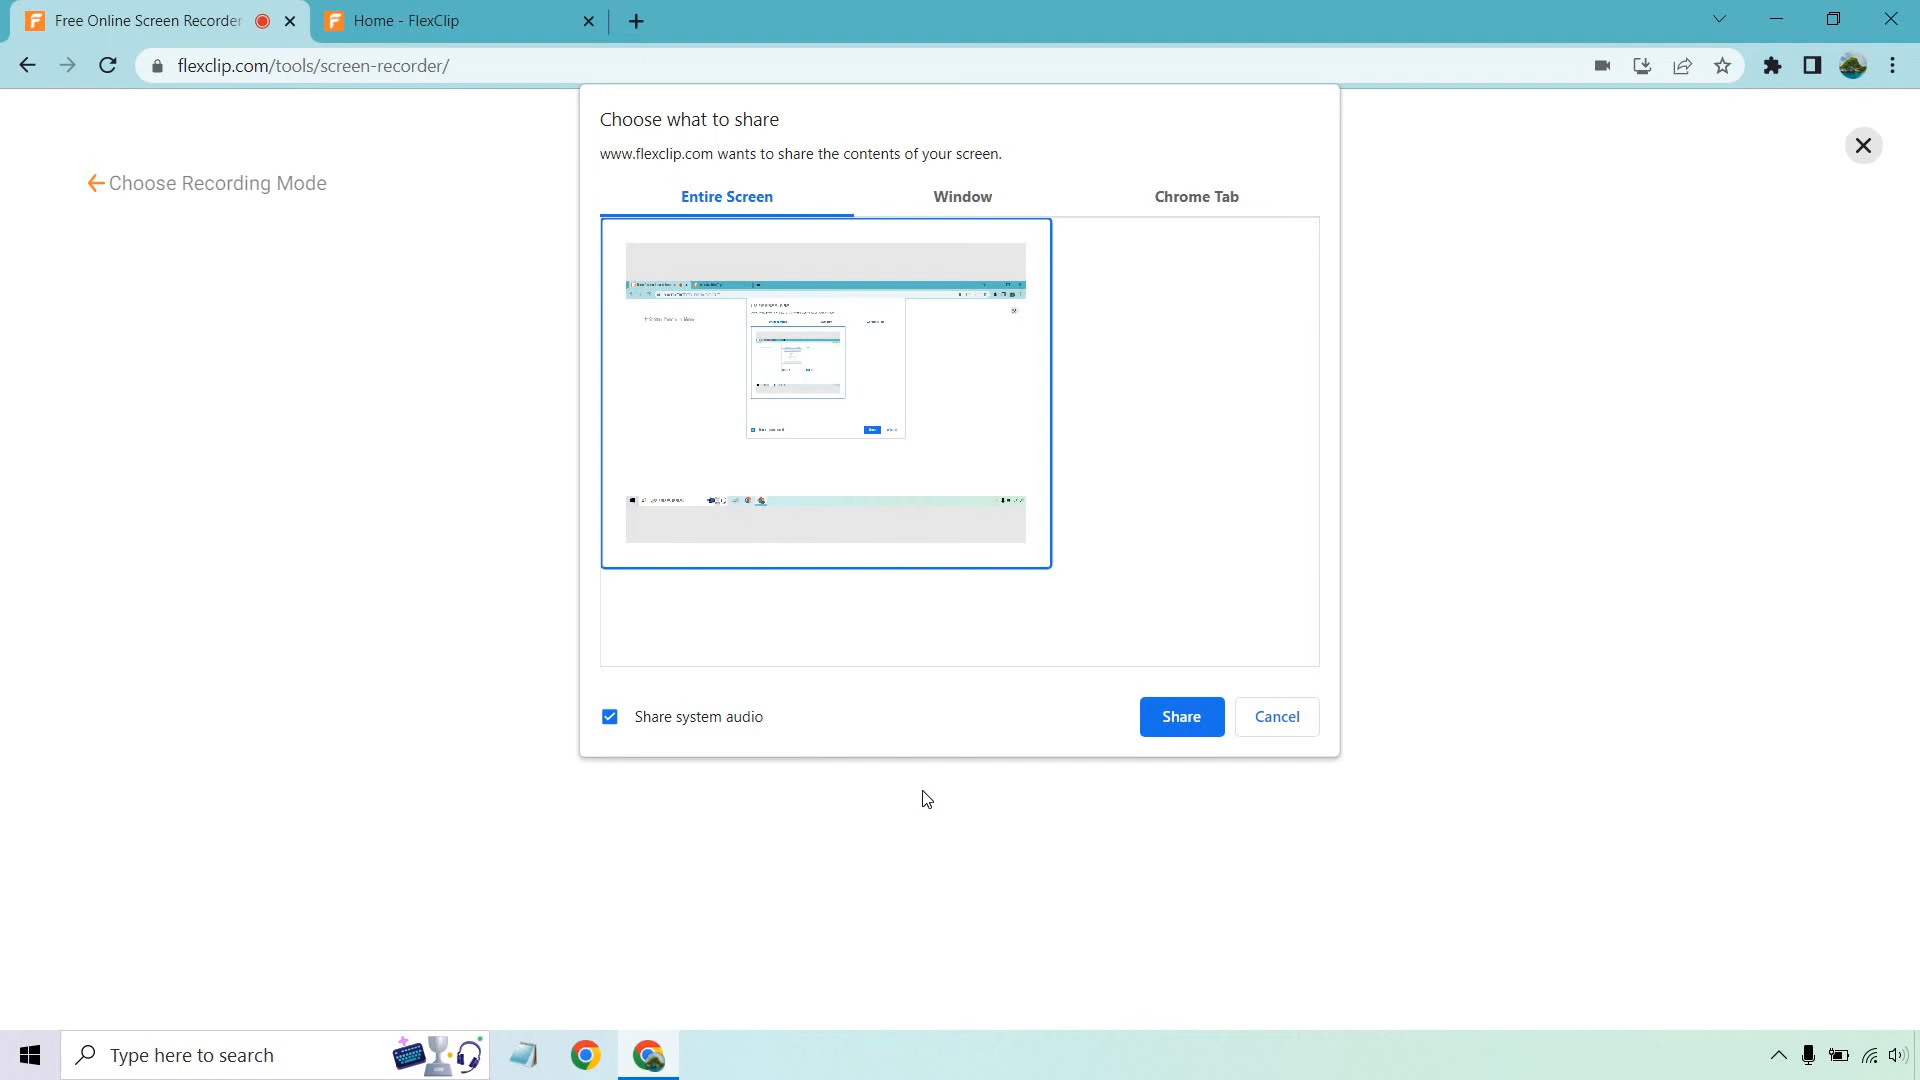 Free Online Screen Recorder
Home - FlexClip
flexclip.com/tools/screen-recorder/
Choose what to share
www.flexclip.com wants to share the contents of your screen.
Choose Recording Mode
Entire Screen
Window
Chrome Tab
Share system audio
Share
Cancel
Type here to search